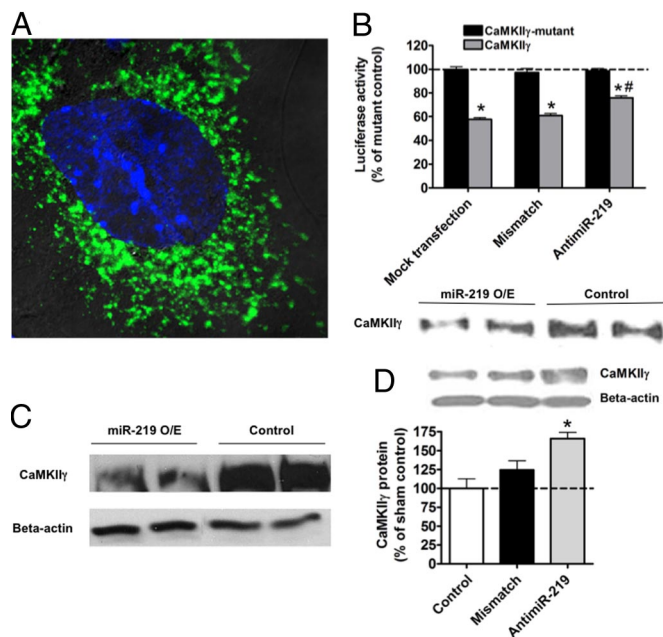 A
B
CaMKIIγ-mutant
CaMKIIγ
Luciferase activity
(% of mutant control)
120
100
80
60
40
20
0
*
*
*#
Mock transfection
Mismatch
AntimiR-219
miR-219 O/E
Control
CaMKIIγ
CaMKIIγ
Beta-actin
C
miR-219 O/E
Control
CaMKIIγ
Beta-actin
D
CaMKIIγ protein
(% of sham control)
175
150
125
100
75
50
25
0
*
Control
Mismatch
AntimiR-219